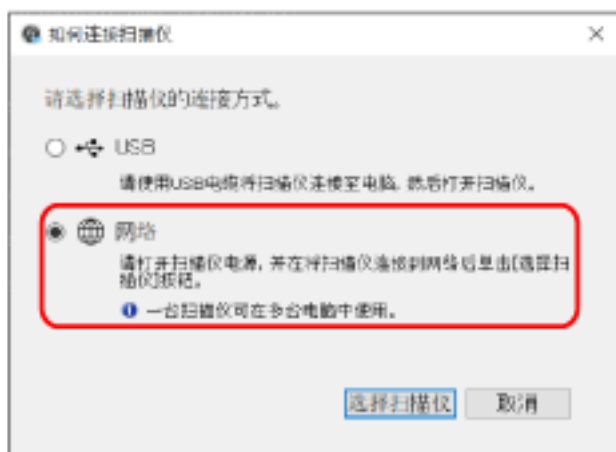 如何连接扫描仪
请选择扫描仪的连接方式。
USB
请使用USB电缆将扫描仪连接至电脑，然后打开扫描仪。
网络
请打开扫描仪电源，并在将扫描仪连接到网络后单击[选择扫
描仪]按钮。
一台扫描仪可在多台电脑中使用。
选择扫描仪
取消